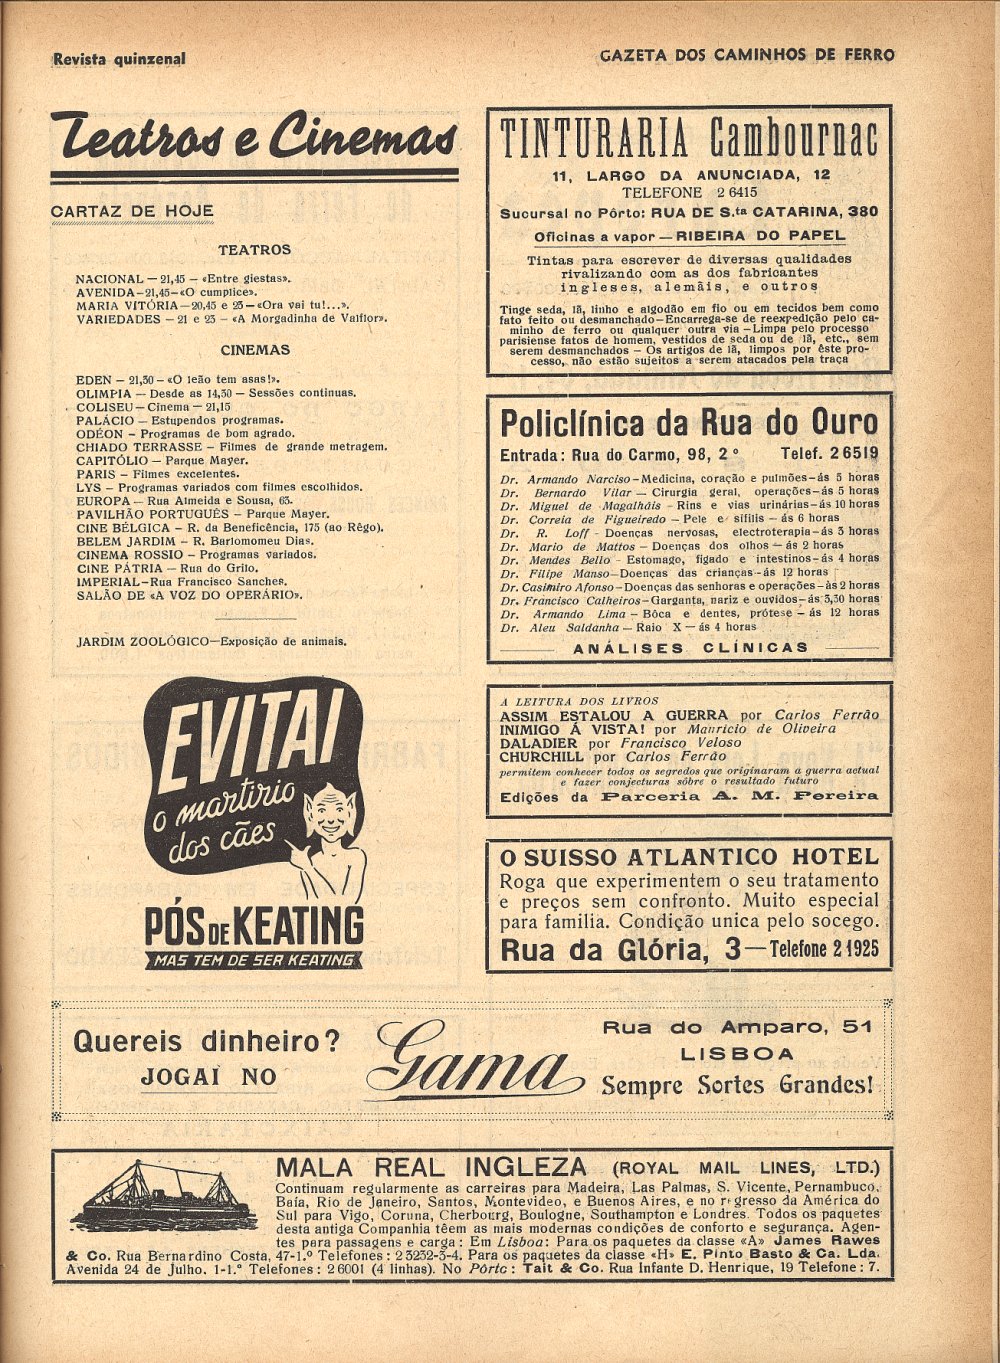 Revista quinzenal
GAZETA DOS CAMINHOS DE FERRO
Teatros e Cinemas
CARTAZ DE HOJE
TEATROS
NACIONAL — 21,45 — «Entre giestas».
AVENIDA—21,45—«O cumplice».
MARIA VITÓRIA—20,45 e 23—«Ora vai tu!...».
VARIEDADES — 21 e 23 — «A Morgadinha de Valflor».
CINEMAS
EDEN — 21,30 — «O leão tem asas!».
OLIMPIA — Desde as 14,30 — Sessões continuas.
COLISEU — Cinema — 21,15
PALÁCIO — Estupendos programas.
ODÉON — Programas de bom agrado.
CHIADO TERRASSE — Filmes de grande metragem.
CAPITÓLIO — Parque Mayer.
PARIS — Filmes excelentes.
LYS — Programas variados com filmes escolhidos.
EUROPA — Rua Almeida e Sousa, 63.
PAVILHÃO PORTUGUÊS — Parque Mayer.
CINE BÉLGICA — R. da Beneficência, 175 (ao Rêgo).
BELEM JARDIM — R. Barlomomeu Dias.
CINEMA ROSSIO — Programas variados.
CINE PÁTRIA — Rua do Grilo.
IMPERIAL—Rua Francisco Sanches.
SALÃO DE «A VOZ DO OPERÁRIO».
JARDIM ZOOLÓGICO—Exposição de animais.
EVITAI
o martirio
dos cães
PÓS DE KEATING
MAS TEM DE SER KEATING
TINTURARIA Cambournac
11, LARGO DA ANUNCIADA, 12
TELEFONE 2 6415
Sucursal no Pôrto: RUA DE S.ta CATARINA, 380
Oficinas a vapor — RIBEIRA DO PAPEL
Tintas para escrever de diversas qualidades
rivalizando com as dos fabricantes
ingleses, alemãis, e outros
Tinge seda, lã, linho e algodão em fio ou em tecidos bem como
fato feito ou desmanchado—Encarrega-se de reexpedição pelo ca-
minho de ferro ou qualquer outra via — Limpa pelo processo
parisiense fatos de homem, vestidos de seda ou de lã, etc., sem
serem desmanchados — Os artigos de lã, limpos por êste pro-
cesso, não estão sujeitos a serem atacados pela traça
Policlínica da Rua do Ouro
Entrada: Rua do Carmo, 98, 2.º Telef. 2 6519
Dr. Armando Narciso—Medicina, coração e pulmões—ás 5 horas
Dr. Bernardo Vilar — Cirurgia geral, operações—ás 5 horas
Dr. Miguel de Magalhãis - Rins e vias urinárias—ás 10 horas
Dr. Correia de Figueiredo — Pele e sífilis — ás 6 horas
Dr. R. Loff - Doenças nervosas, electroterapia—ás 3 horas
Dr. Mario de Mattos — Doenças dos olhos — ás 2 horas
Dr. Mendes Bello - Estomago, figado e intestinos—ás 4 horas
Dr. Filipe Manso—Doenças das crianças—ás 12 horas
Dr. Casimiro Afonso—Doenças das senhoras e operações—às 2 horas
Dr. Francisco Calheiros—Garganta, nariz e ouvidos—ás 3,30 horas
Dr. Armando Lima — Bôca e dentes, prótese — ás 12 horas
Dr. Aleu Saldanha — Raio X — ás 4 horas
ANÁLISES CLÍNICAS
A LEITURA DOS LIVROS
ASSIM ESTALOU A GUERRA por Carlos Ferrão
INIMIGO Á VISTA! por Mauricio de Oliveira
DALADIER por Francisco Veloso
CHURCHILL por Carlos Ferrão
permitem conhecer todos os segredos que originaram a guerra actual
e fazer conjecturas sôbre o resultado futuro
Edições da Parceria A. M. Pereira
O SUISSO ATLANTICO HOTEL
Roga que experimentem o seu tratamento
e preços sem confronto. Muito especial
para familia. Condição unica pelo socego.
Rua da Glória, 3—Telefone 2 1925
Quereis dinheiro?
JOGAI NO
Gama
Rua do Amparo, 51
LISBOA
Sempre Sortes Grandes!
MALA REAL INGLEZA (ROYAL MAIL LINES, LTD.)
Continuam regularmente as carreiras para Madeira, Las Palmas, S. Vicente, Pernambuco,
Baía, Rio de Janeiro, Santos, Montevideo, e Buenos Aires, e no regresso da América do
Sul para Vigo, Coruna, Cherbourg, Boulogne, Southampton e Londres. Todos os paquetes
desta antiga Companhia têem as mais modernas condições de conforto e segurança. Agen-
tes para passagens e carga: Em Lisboa: Para os paquetes da classe «A» James Rawes
& Co. Rua Bernardino Costa, 47-1.º Telefones: 2 3232-3-4. Para os paquetes da classe «H» E. Pinto Basto & Ca. Lda.
Avenida 24 de Julho, 1-1.º Telefones: 2 6001 (4 linhas). No Pôrto: Tait & Co. Rua Infante D. Henrique, 19 Telefone: 7.